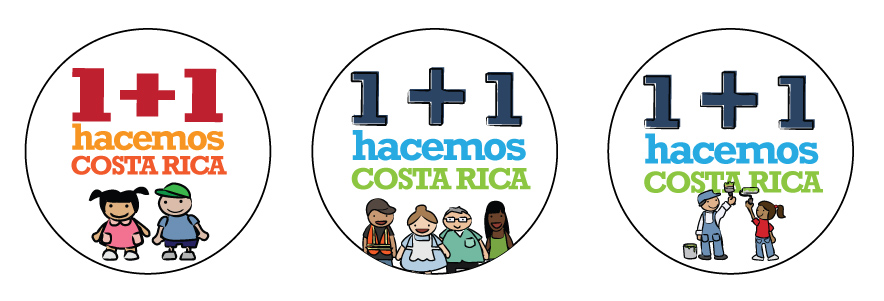 1+1
hacemos
COSTA RICA
1+1
hacemos
COSTA RICA
1+1
hacemos
COSTA RICA